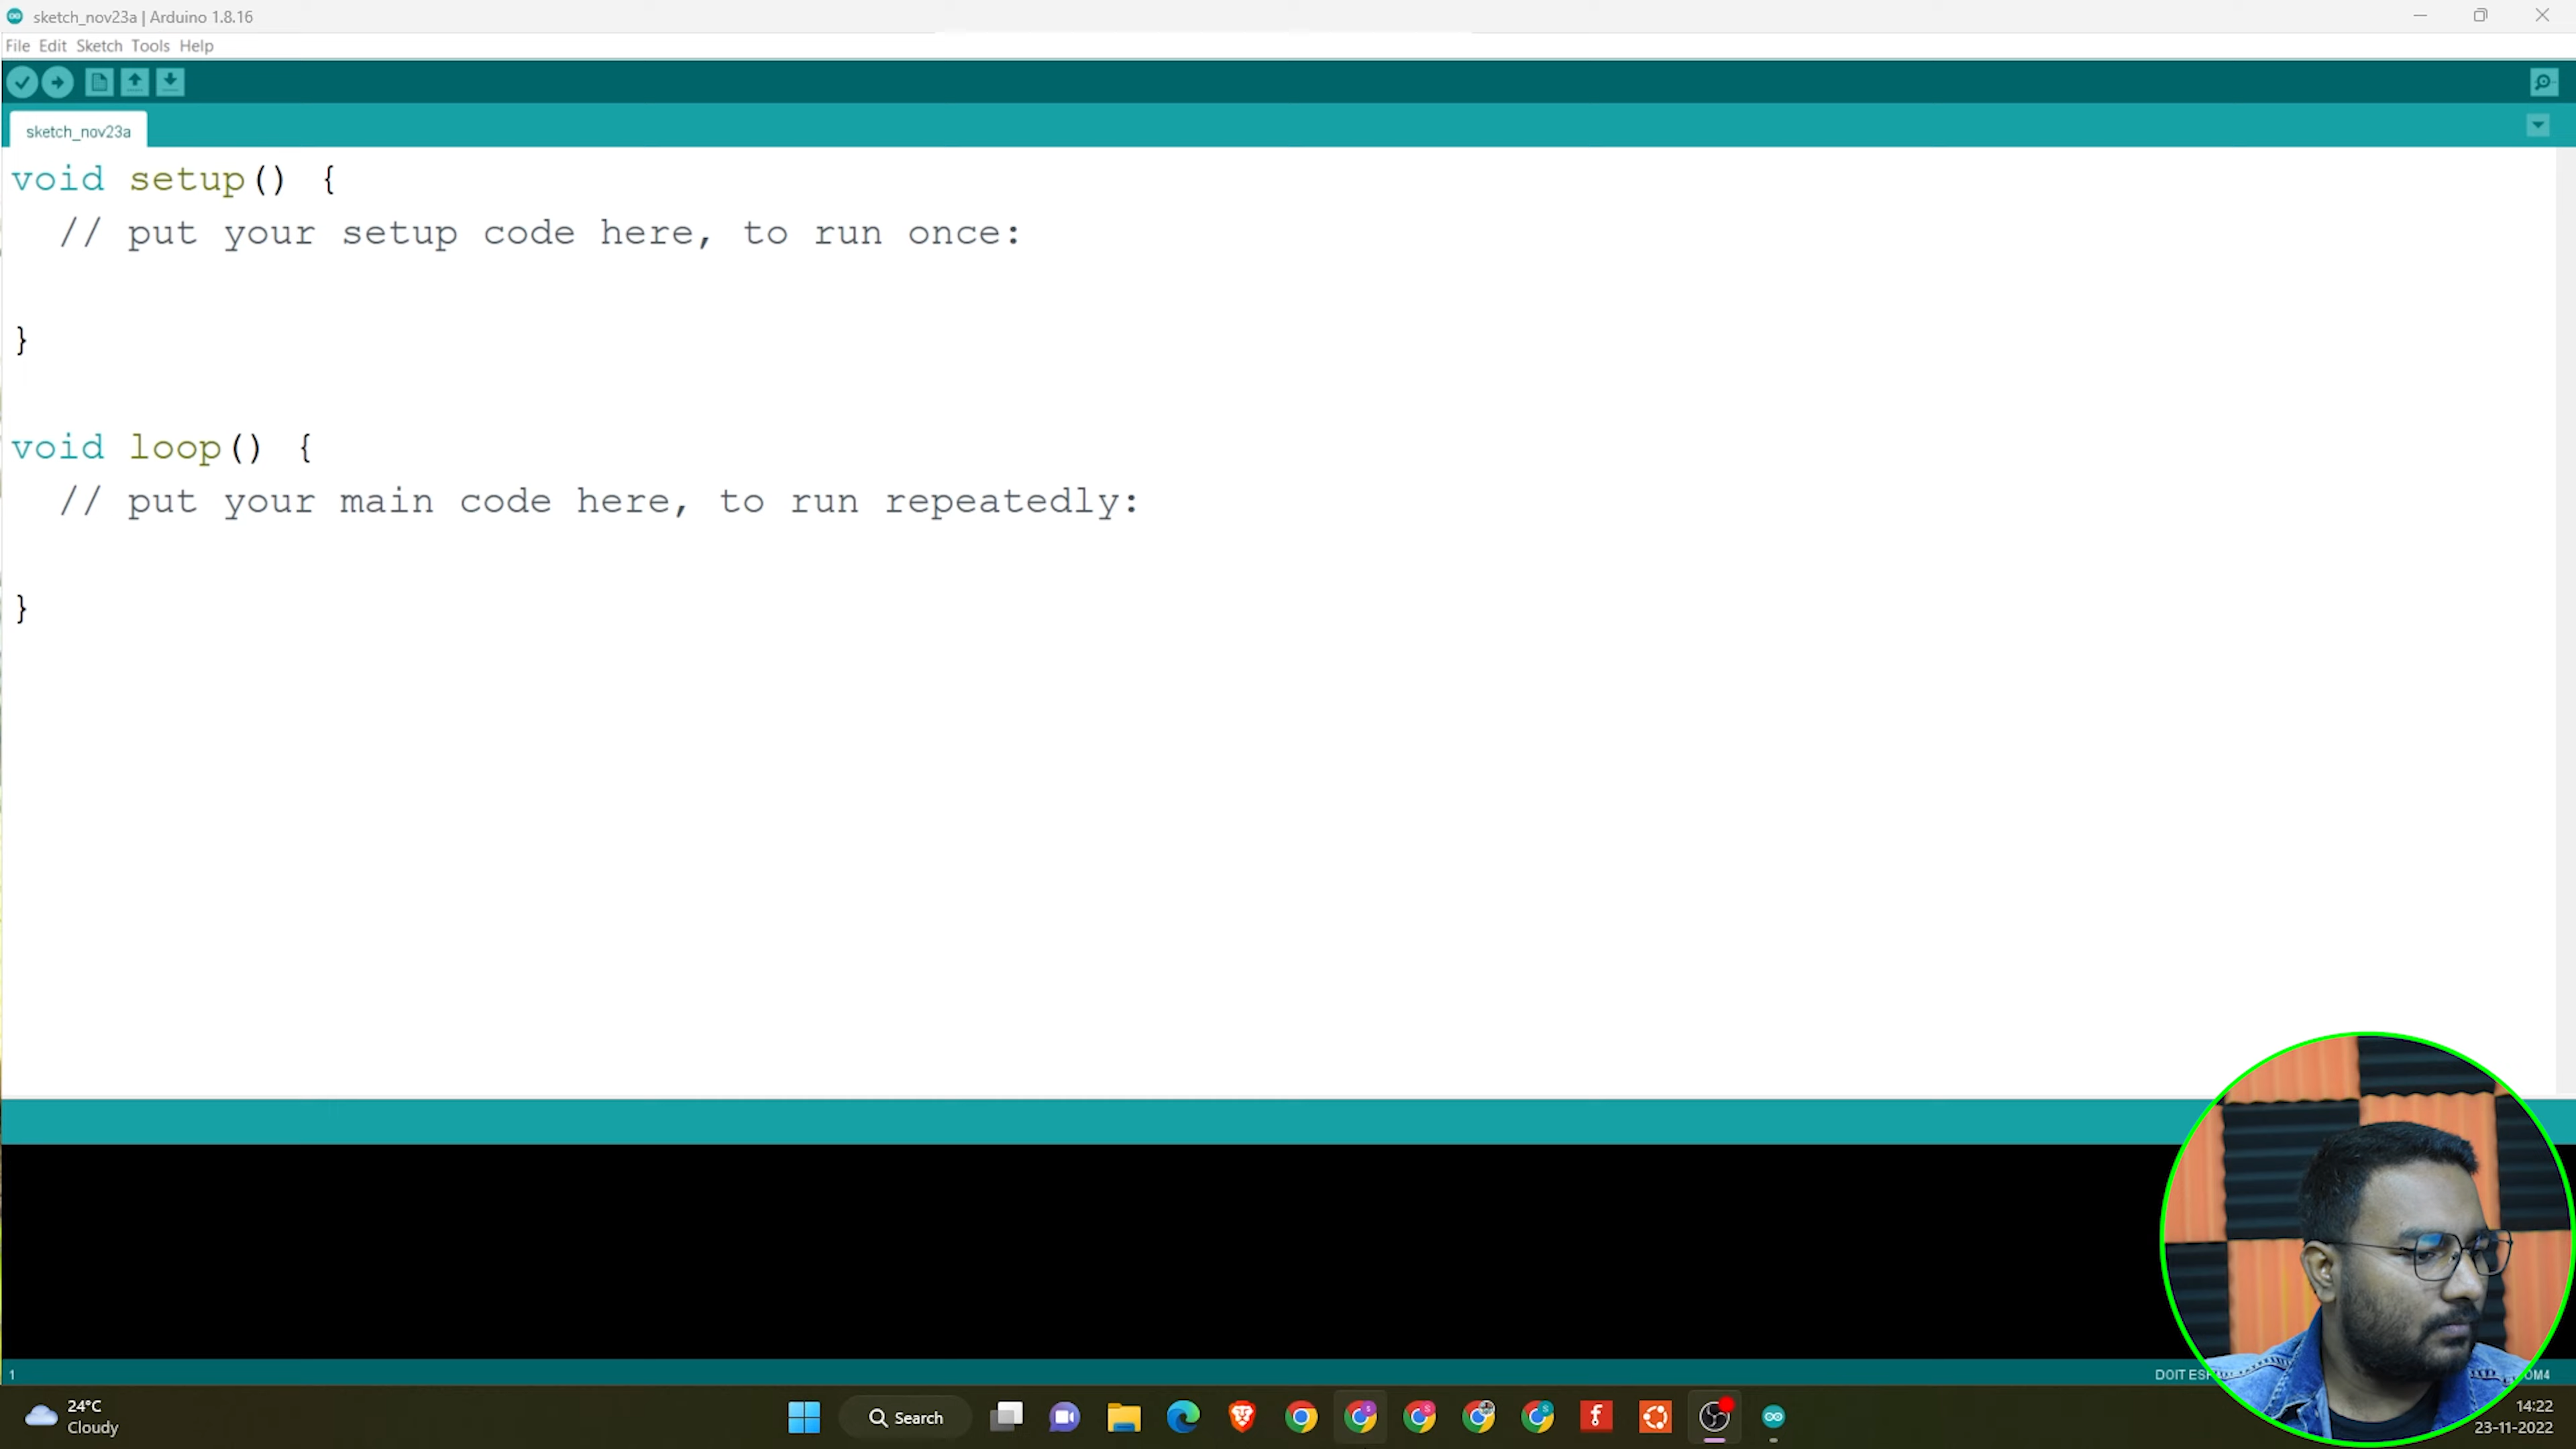 sketch_nov23a | Arduino 1.8.16
File Edit Sketch Tools Help
sketch_nov23a
void setup() {
// put your setup code here, to run once:
}
void loop() {
// put your main code here, to run repeatedly:
}
1
DOIT
24°C
Cloudy
Search
14:22
23-11-2022